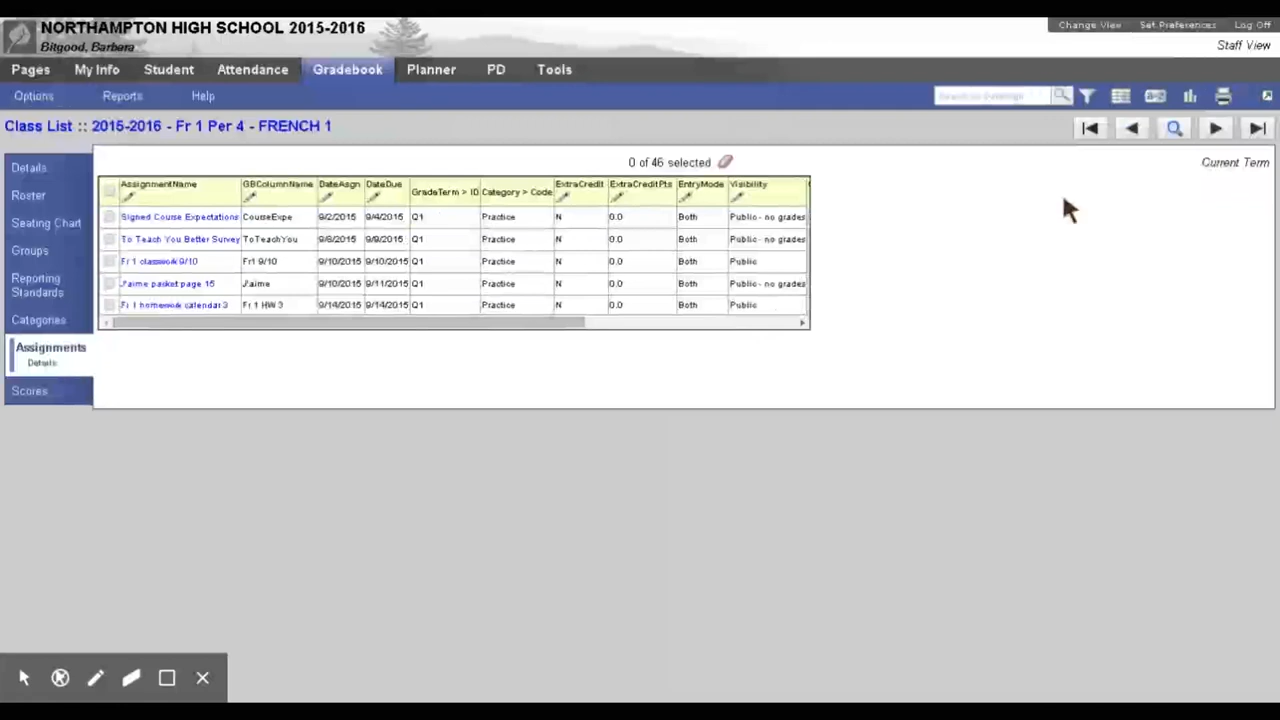 NORTHAMPTON HIGH SCHOOL 2015-2016
Bitgood, Barbara
Change View Set Preferences Log Off
Staff View
Pages My Info Student Attendance Gradebook Planner PD Tools
Options Reports Help
Class List :: 2015-2016 - Fr 1 Per 4 - FRENCH 1
0 of 46 selected
Current Term
Details
Roster
Seating Chart
Groups
Reporting
Standards
Categories
Assignments
Details
Scores
AssignmentName GBColumnName DateAsgn DateDue GradeTerm > ID Category > Code ExtraCredit ExtraCreditPts EntryMode Visibility
Signed Course Expectations CourseExpe 9/2/2015 9/4/2015 Q1 Practice N 0.0 Both Public - no grades
To Teach You Better Survey ToTeachYou 9/8/2015 9/9/2015 Q1 Practice N 0.0 Both Public - no grades
Fr 1 classwork 9/10 Fr1 9/10 9/10/2015 9/10/2015 Q1 Practice N 0.0 Both Public
J'aime packet page 15 J'aime 9/10/2015 9/11/2015 Q1 Practice N 0.0 Both Public - no grades
Fr 1 homework calendar 3 Fr 1 HW 3 9/14/2015 9/14/2015 Q1 Practice N 0.0 Both Public